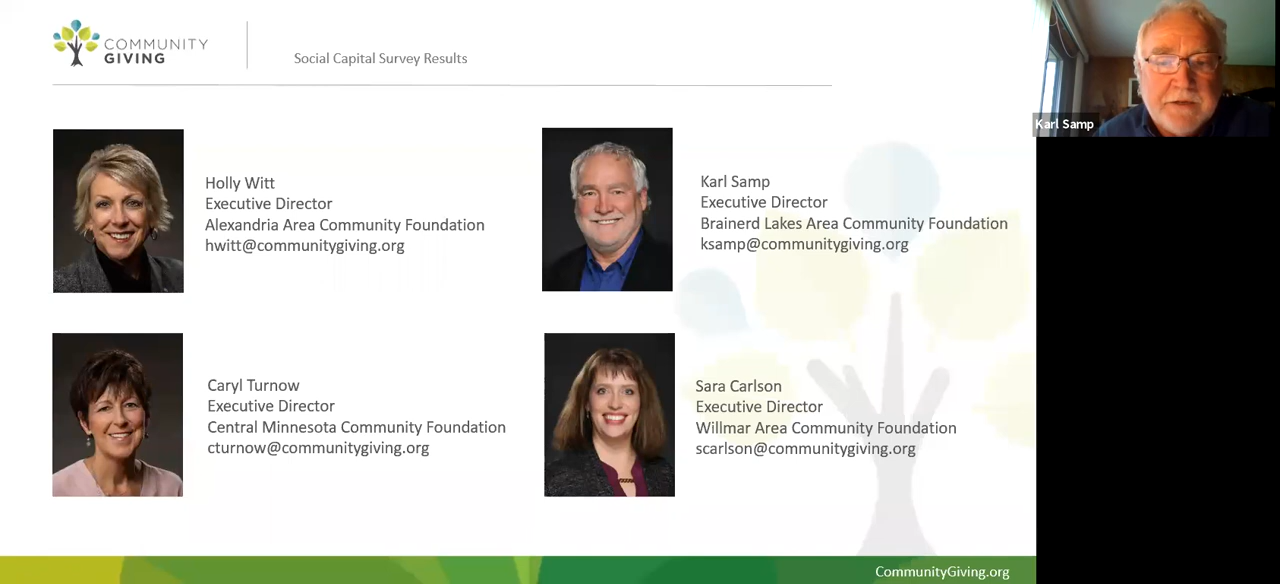 COMMUNITY
GIVING
Social Capital Survey Results
Karl Samp
Holly Witt
Executive Director
Alexandria Area Community Foundation
hwitt@communitygiving.org
Karl Samp
Executive Director
Brainerd Lakes Area Community Foundation
ksamp@communitygiving.org
Caryl Turnow
Executive Director
Central Minnesota Community Foundation
cturnow@communitygiving.org
Sara Carlson
Executive Director
Willmar Area Community Foundation
scarlson@communitygiving.org
CommunityGiving.org